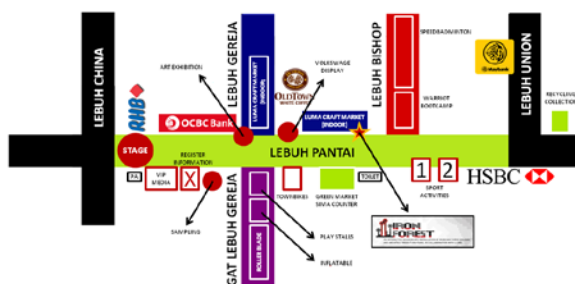 LEBUH CHINA
RHB
OCBC Bank
ART EXHIBITION
LEBUH GEREJA
LUMA CRAFT MARKET
(INDOOR)
OLDTOWN
WHITE COFFEE
VOLKSWAGE
DISPLAY
LUMA CRAFT MARKET
(INDOOR)
LEBUH BISHOP
SPEEDBADMINTON
WARRIOR
BOOTCAMP
Maybank
LEBUH UNION
RECYCLING
COLLECTION
STAGE
LEBUH PANTAI
REGISTER
INFORMATION
PA
VIP
MEDIA
X
SAMPLING
GAT LEBUH GEREJA
ROLLER BLADE
TOWNBIKES
GREEN MARKET
SIMA COUNTER
TOILET
1 2
SPORT
ACTIVITIES
HSBC
PLAY STALLS
INFLATABLE
IRON
FOREST